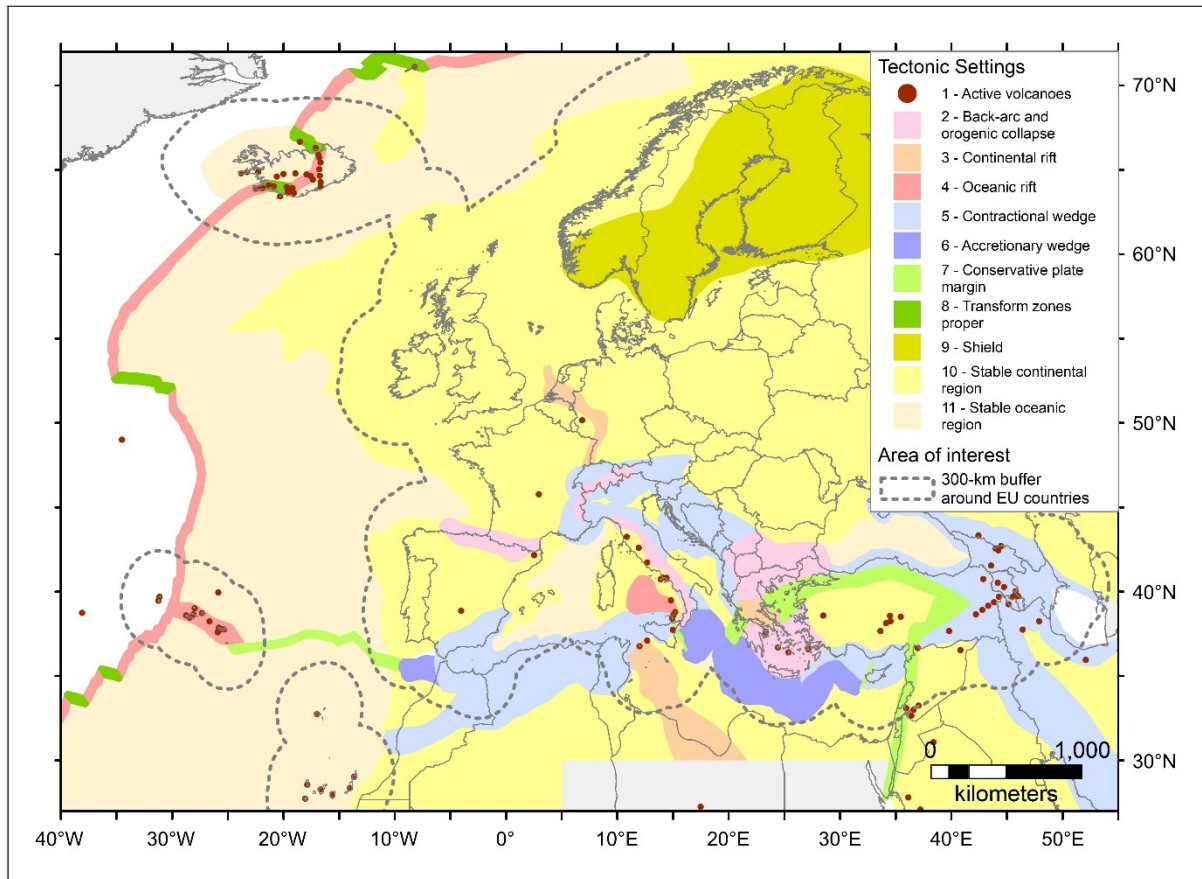 Tectonic Settings
1 - Active volcanoes
2 - Back-arc and
orogenic collapse
3 - Continental rift
4 - Oceanic rift
5 - Contractional wedge
6 - Accretionary wedge
7 - Conservative plate
margin
8 - Transform zones
proper
9 - Shield
10 - Stable continental
region
11 - Stable oceanic
region
Area of interest
300-km buffer
around EU countries
70°N
60°N
50°N
40°N
30°N
0 1,000
kilometers
40°W 30°W 20°W 10°W 0° 10°E 20°E 30°E 40°E 50°E